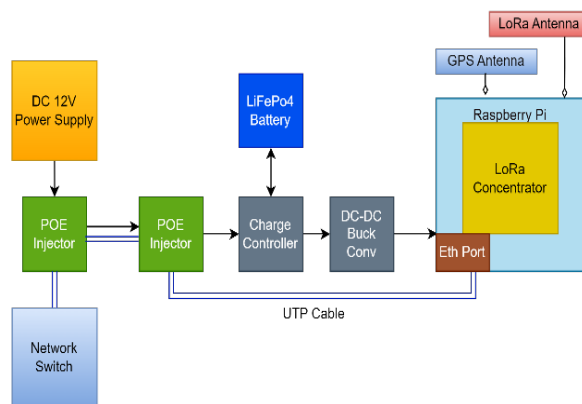 LoRa Antenna
GPS Antenna
DC 12V
Power Supply
LiFePo4
Battery
Raspberry Pi
LoRa
Concentrator
POE
Injector
POE
Injector
Charge
Controller
DC-DC
Buck
Conv
Eth Port
UTP Cable
Network
Switch